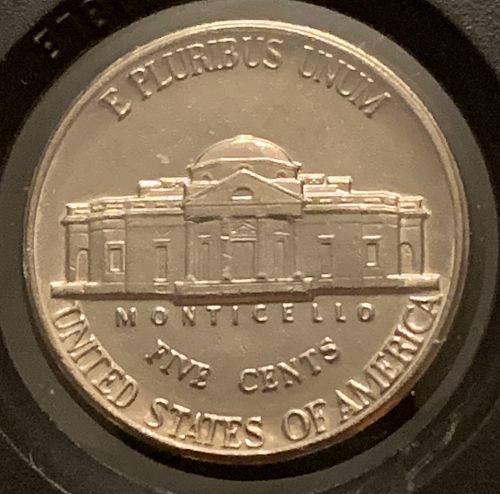 E PLURIBUS UNUM
MONTICELLO
FIVE CENTS
UNITED STATES OF AMERICA